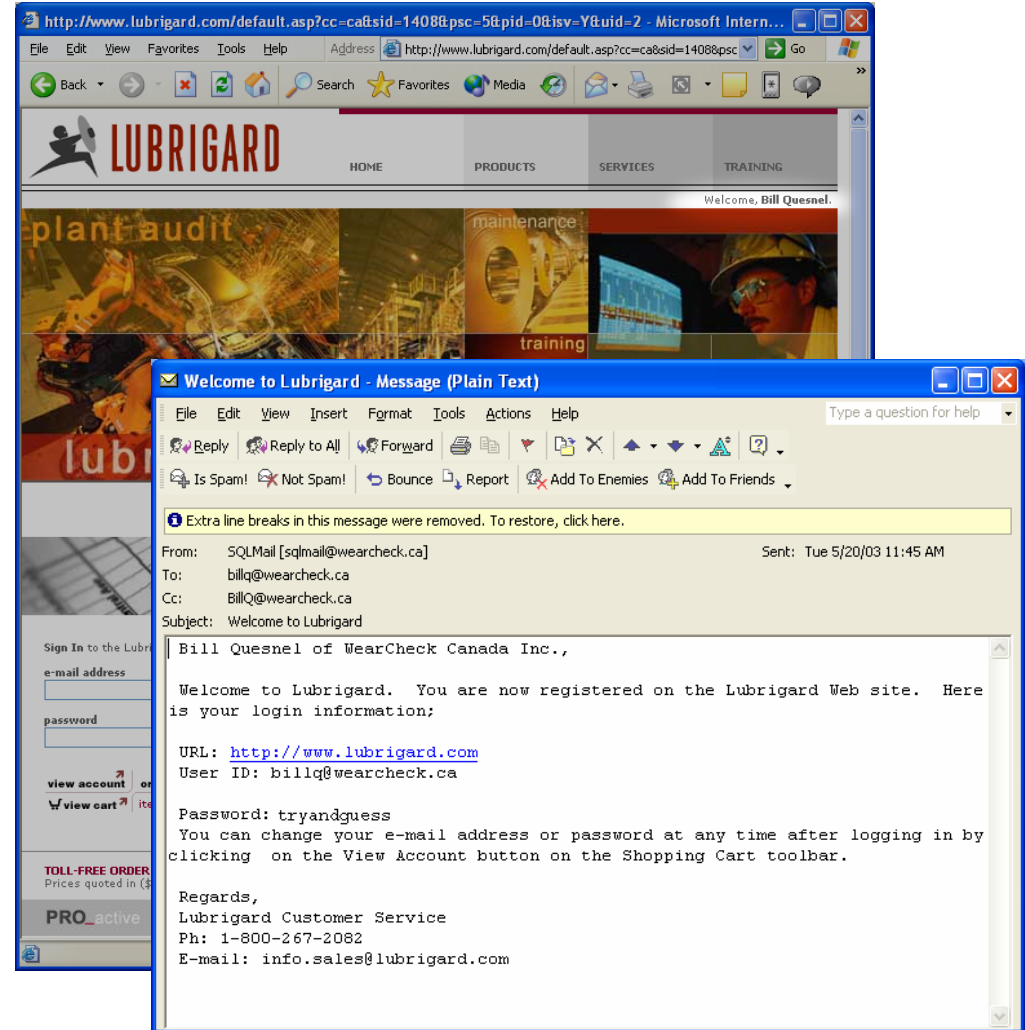 http://www.lubrigard.com/default.asp?cc=ca&sid=1408&psc=5&pid=0&isv=Y&uid=2 - Microsoft Intern...
File Edit View Favorites Tools Help Address http://www.lubrigard.com/default.asp?cc=ca&sid=1408&psc Go
Back Search Favorites Media »
LUBRIGARD
HOME PRODUCTS SERVICES TRAINING
Welcome, Bill Quesnel.
plant audit
maintenance
training
lub
Welcome to Lubrigard - Message (Plain Text)
File Edit View Insert Format Tools Actions Help Type a question for help
Reply Reply to All Forward
Is Spam! Not Spam! Bounce Report Add To Enemies Add To Friends
Extra line breaks in this message were removed. To restore, click here.
From: SQLMail [sqlmail@wearcheck.ca] Sent: Tue 5/20/03 11:45 AM
To: billq@wearcheck.ca
Cc: BillQ@wearcheck.ca
Subject: Welcome to Lubrigard
Bill Quesnel of WearCheck Canada Inc.,
Welcome to Lubrigard. You are now registered on the Lubrigard Web site. Here
is your login information;
URL: http://www.lubrigard.com
User ID: billq@wearcheck.ca
Password: tryandguess
You can change your e-mail address or password at any time after logging in by
clicking on the View Account button on the Shopping Cart toolbar.
Regards,
Lubrigard Customer Service
Ph: 1-800-267-2082
E-mail: info.sales@lubrigard.com
Sign In to the Lubri
e-mail address
password
view account or
view cart ite
TOLL-FREE ORDER
Prices quoted in ($
PRO_active